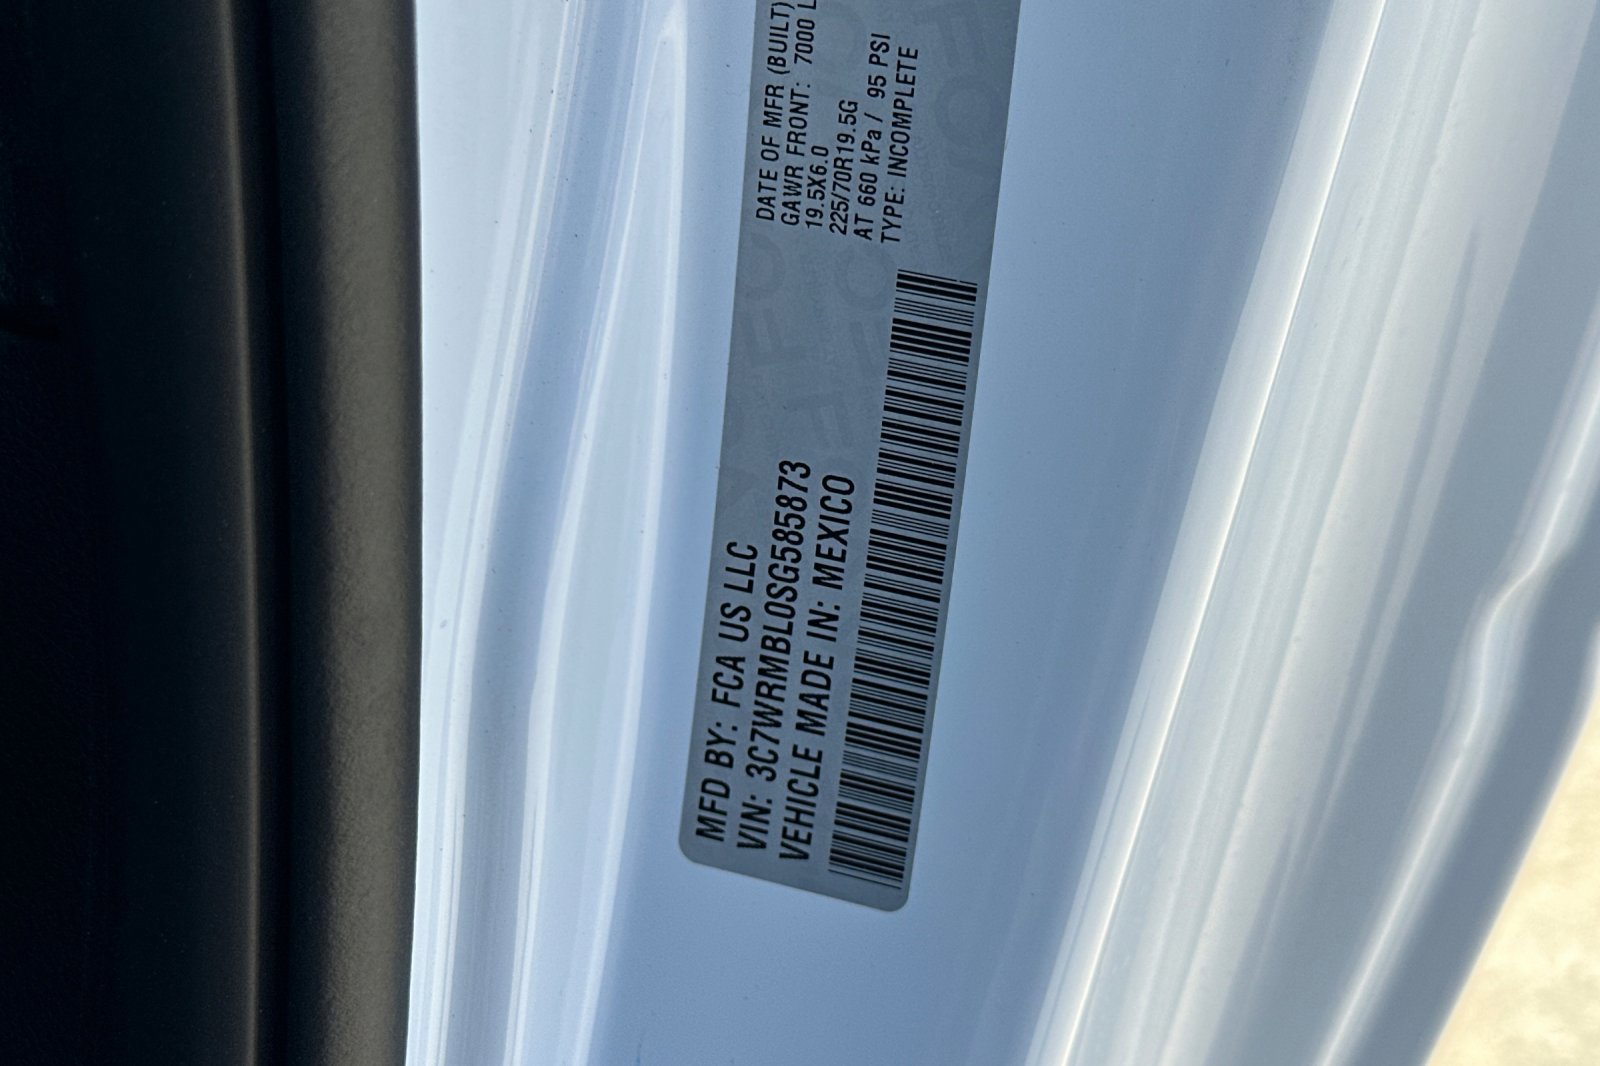 MFD BY: FCA US LLC
VIN: 3C7WRMBL0SG585873
VEHICLE MADE IN: MEXICO
DATE OF MFR (BUILT)
GAWR FRONT: 7000 L
19.5X6.0
225/70R19.5G
AT 660 kPa / 95 PSI
TYPE: INCOMPLETE